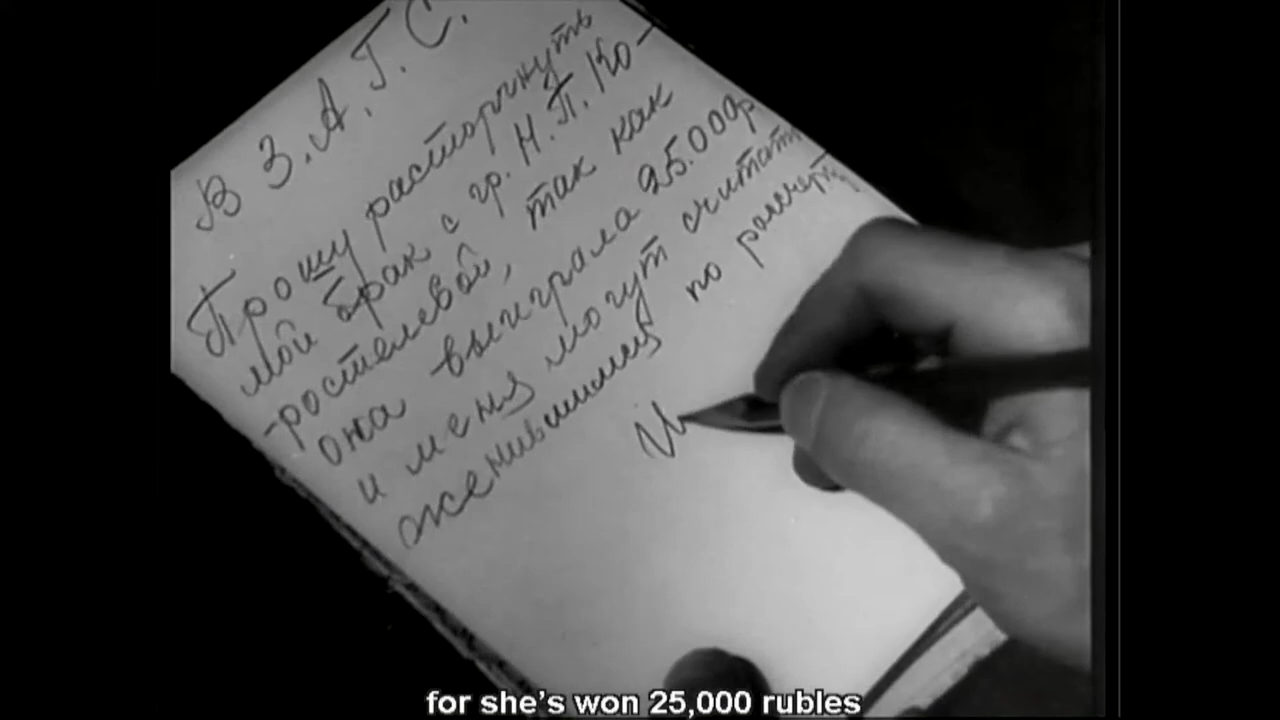 В З.А.Г.С.
Прошу расторгнуть
мой брак с гр. Н.П. Ко-
-ростелевой, так как
она выиграла 25.000р
и меня могут считать
женившимся по расчету
И
for she's won 25,000 rubles